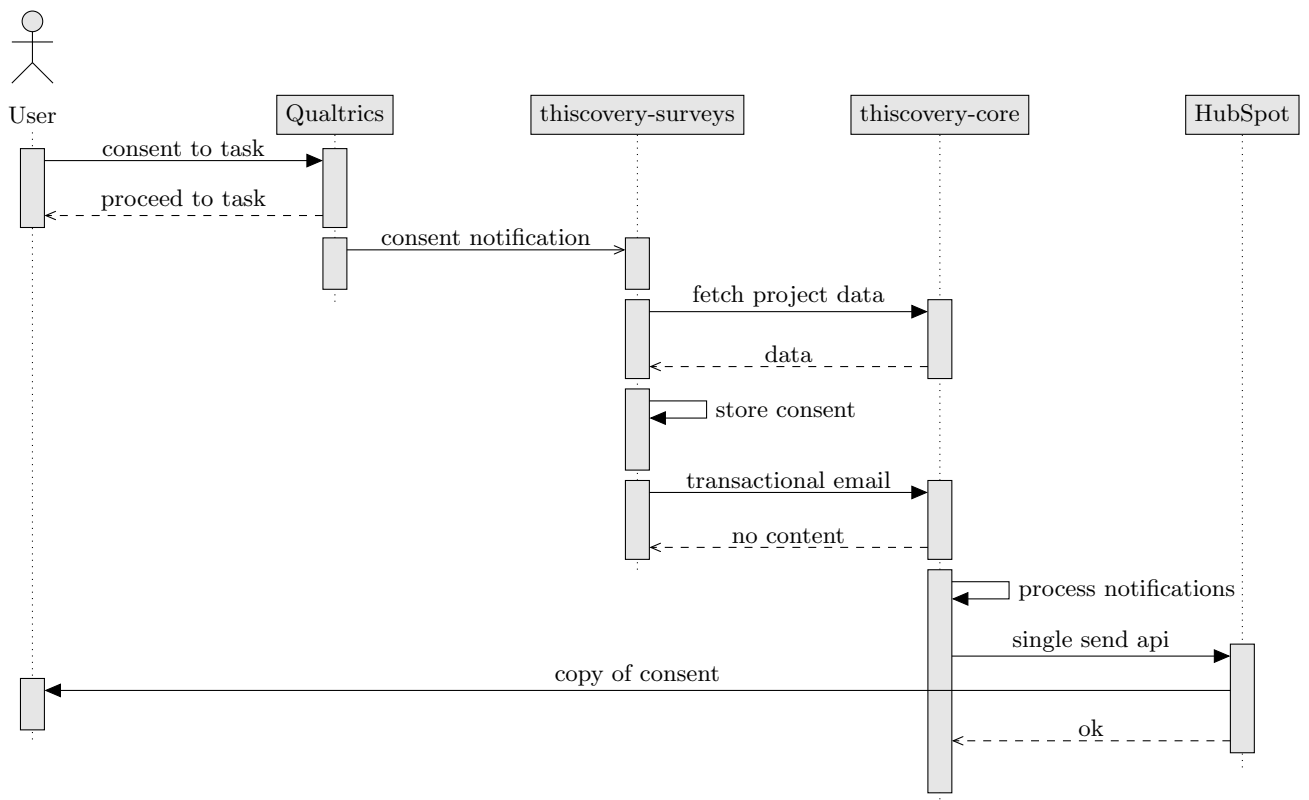 User
Qualtrics
thiscovery-surveys
thiscovery-core
HubSpot
consent to task
proceed to task
consent notification
fetch project data
data
store consent
transactional email
no content
process notifications
single send api
copy of consent
ok